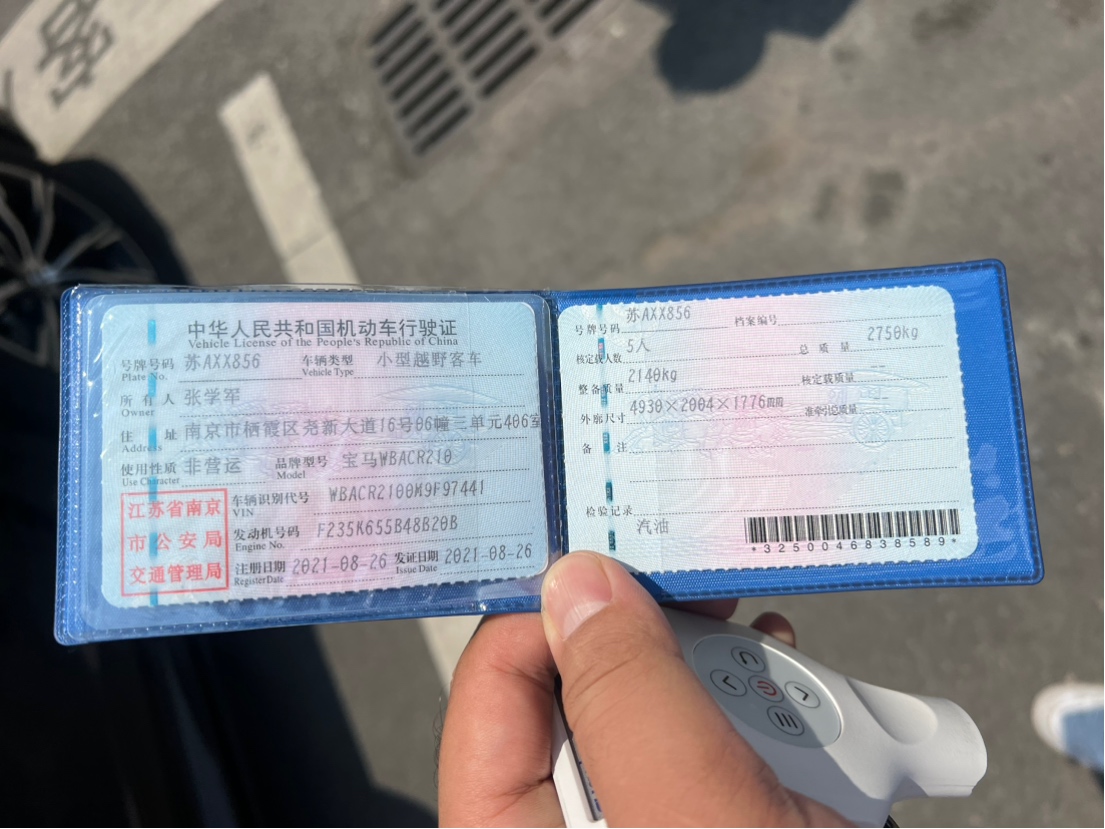 客
中华人民共和国机动车行驶证
Vehicle License of the People's Republic of China
号牌号码 苏AXX856 车辆类型 小型越野客车
Plate No. Vehicle Type
所有人 张学军
Owner
住址 南京市栖霞区尧新大道16号06幢三单元406室
Address
使用性质 非营运 品牌型号 宝马WBACR210
Use Character Model
江苏省南京
市公安局
交通管理局
车辆识别代号 WBACR2100M9F97441
VIN
发动机号码 F235K655B48B20B
Engine No.
注册日期 2021-08-26 发证日期 2021-08-26
Register Date Issue Date
号牌号码 苏AXX856 档案编号
核定载人数 5人 总质量 2750kg
整备质量 2140kg 核定载质量 --
外廓尺寸 4930×2004×1776mm 准牵引总质量 --
备注
检验记录
汽油
*3250046838589*